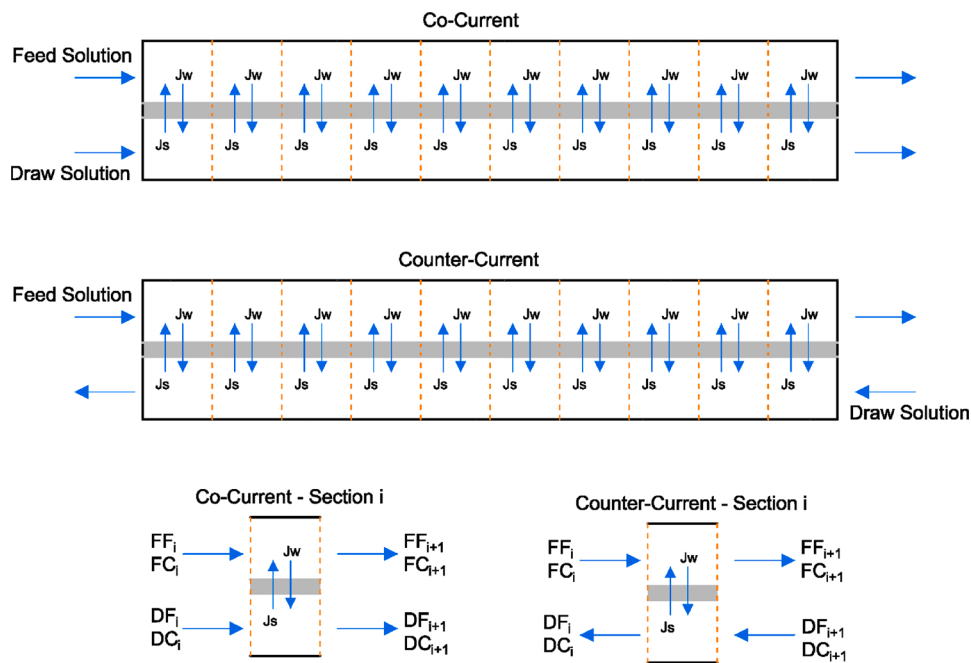 Co-Current
Feed Solution
Jw Jw Jw Jw Jw Jw Jw Jw Jw Jw
Js Js Js Js Js Js Js Js Js Js
Draw Solution
Counter-Current
Feed Solution
Jw Jw Jw Jw Jw Jw Jw Jw Jw Jw
Js Js Js Js Js Js Js Js Js Js
Draw Solution
Co-Current - Section i
FFi
FCi
Jw
FFi+1
FCi+1
DFi
DCi
Js
DFi+1
DCi+1
Counter-Current - Section i
FFi
FCi
Jw
FFi+1
FCi+1
DFi
DCi
Js
DFi+1
DCi+1